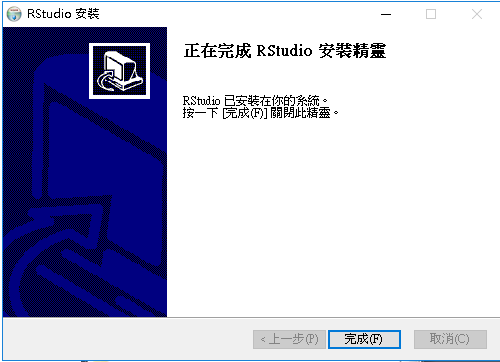 RStudio 安裝
正在完成 RStudio 安裝精靈
RStudio 已安裝在你的系統。
按一下 [完成(F)] 關閉此精靈。
< 上一步(P)
完成(F)
取消(C)